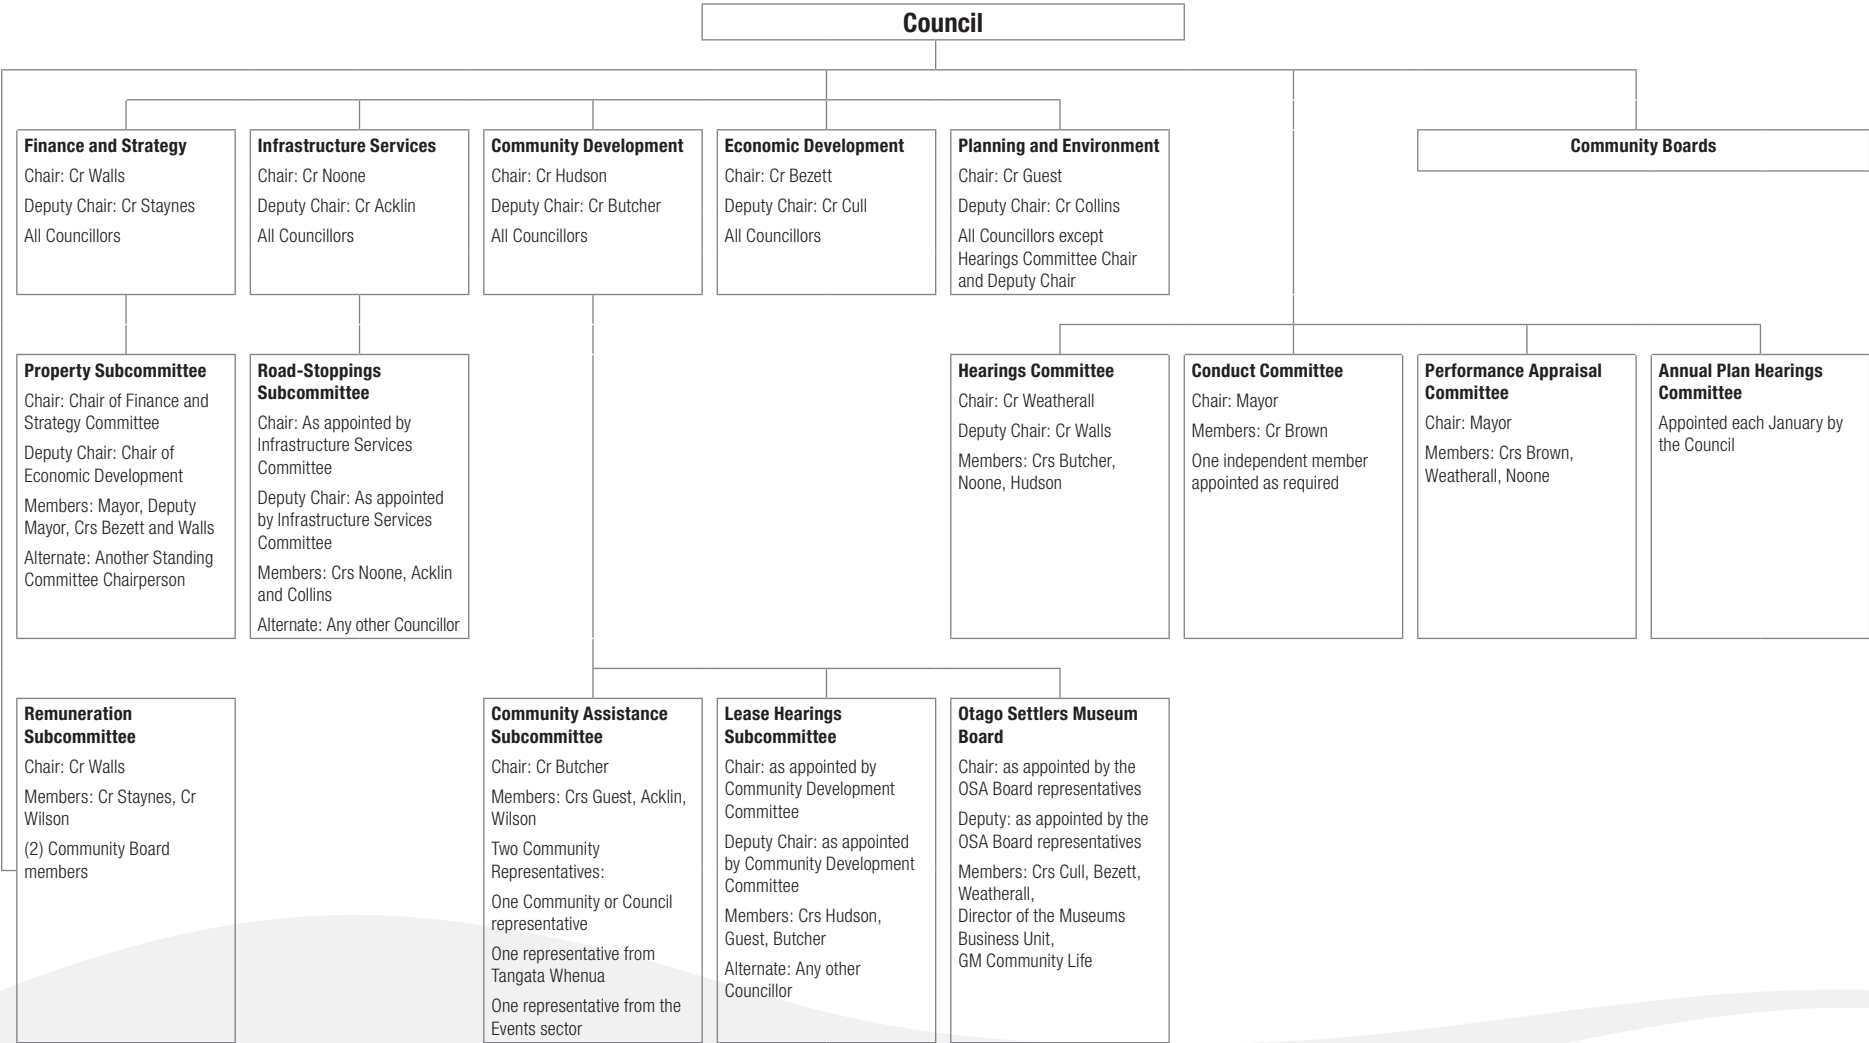 Council
Finance and Strategy
Chair: Cr Walls
Deputy Chair: Cr Staynes
All Councillors
Infrastructure Services
Chair: Cr Noone
Deputy Chair: Cr Acklin
All Councillors
Community Development
Chair: Cr Hudson
Deputy Chair: Cr Butcher
All Councillors
Economic Development
Chair: Cr Bezett
Deputy Chair: Cr Cull
All Councillors
Planning and Environment
Chair: Cr Guest
Deputy Chair: Cr Collins
All Councillors except
Hearings Committee Chair
and Deputy Chair
Community Boards
Property Subcommittee
Chair: Chair of Finance and
Strategy Committee
Deputy Chair: Chair of
Economic Development
Members: Mayor, Deputy
Mayor, Crs Bezett and Walls
Alternate: Another Standing
Committee Chairperson
Road-Stoppings
Subcommittee
Chair: As appointed by
Infrastructure Services
Committee
Deputy Chair: As appointed
by Infrastructure Services
Committee
Members: Crs Noone, Acklin
and Collins
Alternate: Any other Councillor
Hearings Committee
Chair: Cr Weatherall
Deputy Chair: Cr Walls
Members: Crs Butcher,
Noone, Hudson
Conduct Committee
Chair: Mayor
Members: Cr Brown
One independent member
appointed as required
Performance Appraisal
Committee
Chair: Mayor
Members: Crs Brown,
Weatherall, Noone
Annual Plan Hearings
Committee
Appointed each January by
the Council
Remuneration
Subcommittee
Chair: Cr Walls
Members: Cr Staynes, Cr
Wilson
(2) Community Board
members
Community Assistance
Subcommittee
Chair: Cr Butcher
Members: Crs Guest, Acklin,
Wilson
Two Community
Representatives:
One Community or Council
representative
One representative from
Tangata Whenua
One representative from the
Events sector
Lease Hearings
Subcommittee
Chair: as appointed by
Community Development
Committee
Deputy Chair: as appointed
by Community Development
Committee
Members: Crs Hudson,
Guest, Butcher
Alternate: Any other
Councillor
Otago Settlers Museum
Board
Chair: as appointed by the
OSA Board representatives
Deputy: as appointed by the
OSA Board representatives
Members: Crs Cull, Bezett,
Weatherall,
Director of the Museums
Business Unit,
GM Community Life